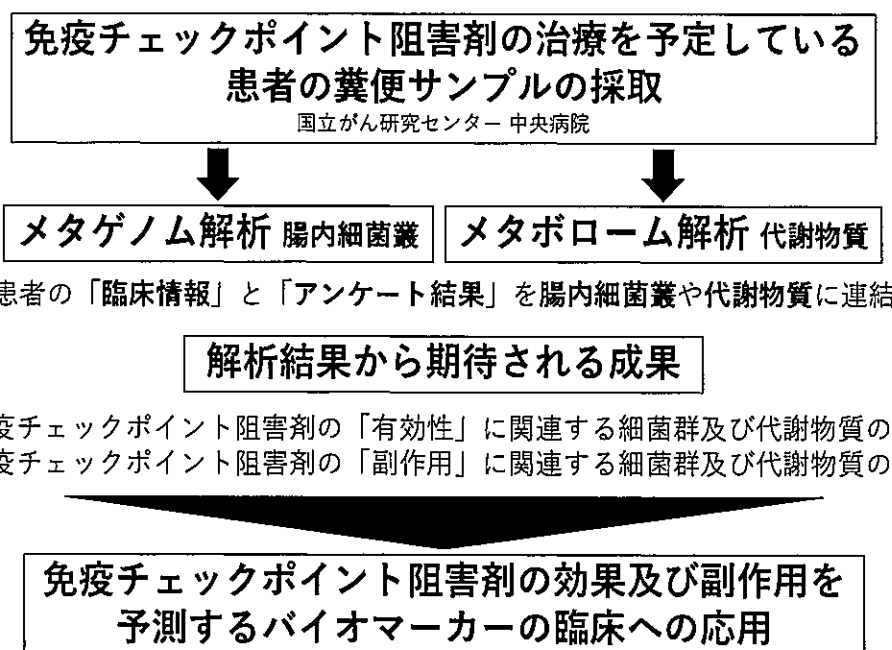 免疫チェックポイント阻害剤の治療を予定している
患者の糞便サンプルの採取
国立がん研究センター 中央病院
メタゲノム解析 腸内細菌叢
メタボローム解析 代謝物質
患者の「臨床情報」と「アンケート結果」を腸内細菌叢や代謝物質に連結
解析結果から期待される成果
疫チェックポイント阻害剤の「有効性」に関連する細菌群及び代謝物質の
疫チェックポイント阻害剤の「副作用」に関連する細菌群及び代謝物質の
免疫チェックポイント阻害剤の効果及び副作用を
予測するバイオマーカーの臨床への応用